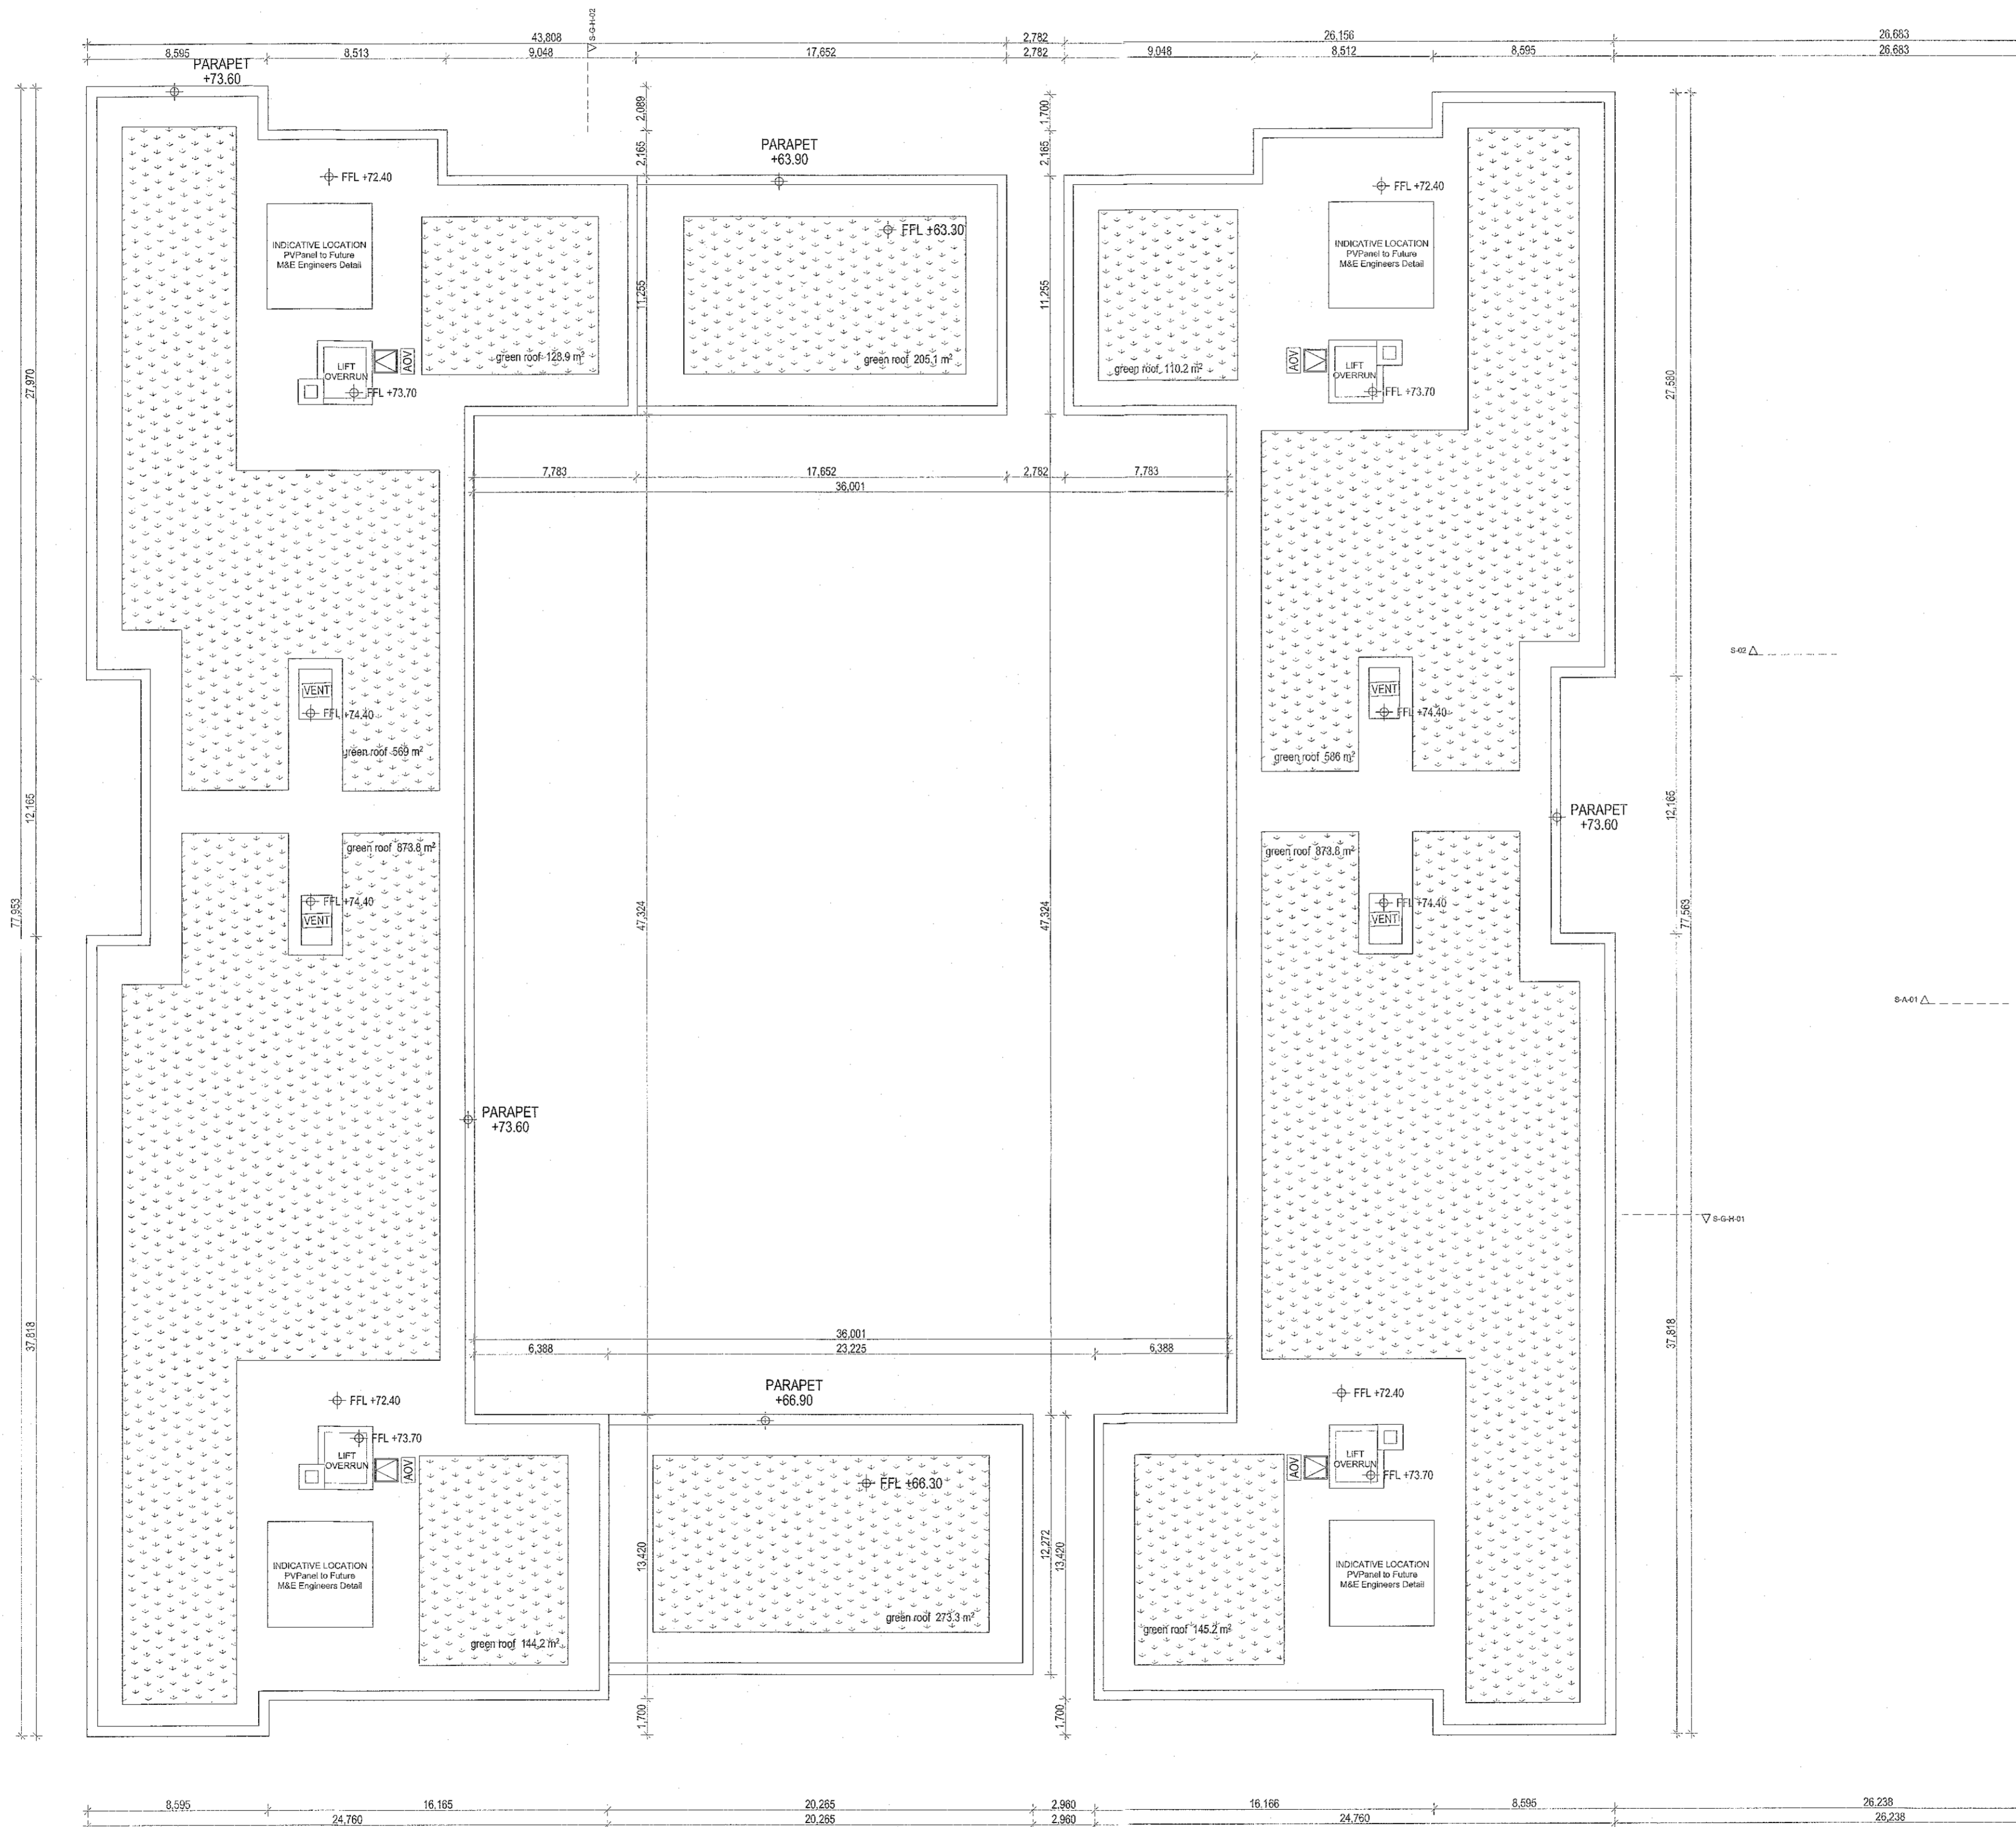 S-G-H-02
43,808
2,782
26,156
26,683
8,595
8,513
9,048
17,652
2,782
9,048
8,512
8,595
26,683
PARAPET
+73.60
2,089
1,700
2,165
2,165
PARAPET
+63.90
FFL +72.40
FFL +72.40
FFL +63.30
INDICATIVE LOCATION
PVPanel to Future
M&E Engineers Detail
INDICATIVE LOCATION
PVPanel to Future
M&E Engineers Detail
11,255
11,255
green roof 128.9 m²
green roof 205.1 m²
green roof 110.2 m²
AOV
LIFT
OVERRUN
FFL +73.70
AOV
LIFT
OVERRUN
FFL +73.70
27,970
27,580
7,783
17,652
2,782
7,783
36,001
S-02
VENT
FFL +74.40
VENT
FFL +74.40
green roof 569 m²
green roof 586 m²
12,165
12,165
PARAPET
+73.60
green roof 873.8 m²
green roof 873.6 m²
77,953
77,563
47,324
47,324
FFL +74.40
VENT
FFL +74.40
VENT
S-A-01
PARAPET
+73.60
S-G-H-01
37,818
37,818
36,001
6,388
23,225
6,388
PARAPET
+66.90
FFL +72.40
FFL +72.40
FFL +73.70
LIFT
OVERRUN
AOV
AOV
LIFT
OVERRUN
FFL +73.70
FFL +66.30
INDICATIVE LOCATION
PVPanel to Future
M&E Engineers Detail
INDICATIVE LOCATION
PVPanel to Future
M&E Engineers Detail
13,420
12,272
13,420
green roof 273.3 m²
green roof 144.2 m²
green roof 145.2 m²
1,700
1,700
8,595
16,165
20,265
2,960
16,166
8,595
26,238
24,760
20,265
2,960
24,760
26,238